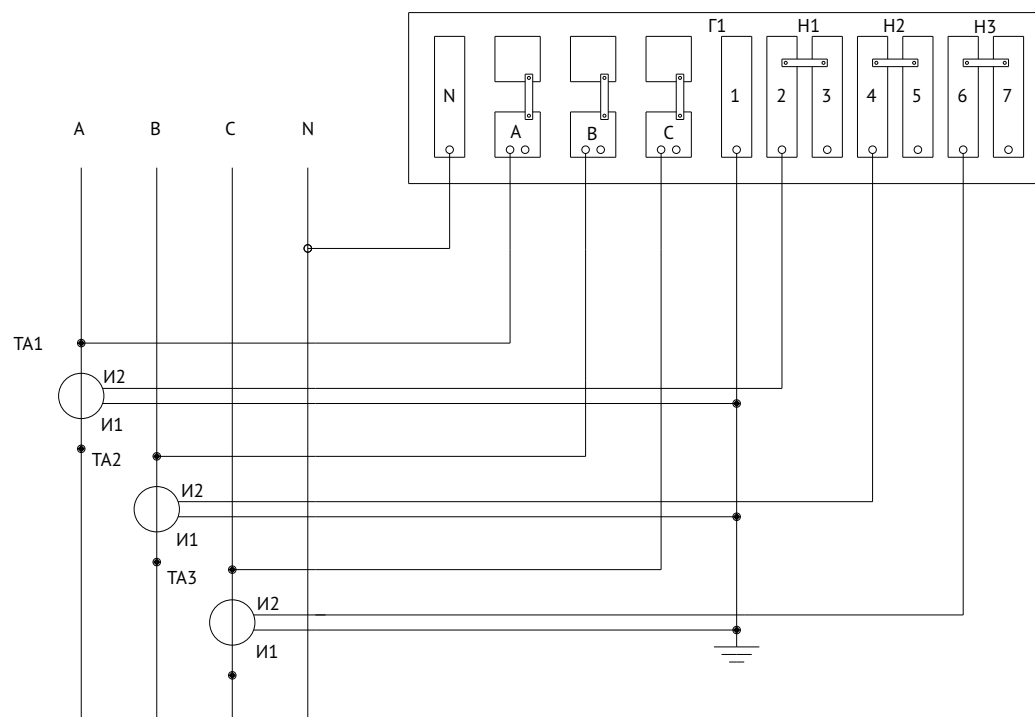 Г1 Н1 Н2 Н3
N 1 2 3 4 5 6 7
А В С
А В С N
ТА1
И2
И1
ТА2
И2
И1
ТА3
И2
И1